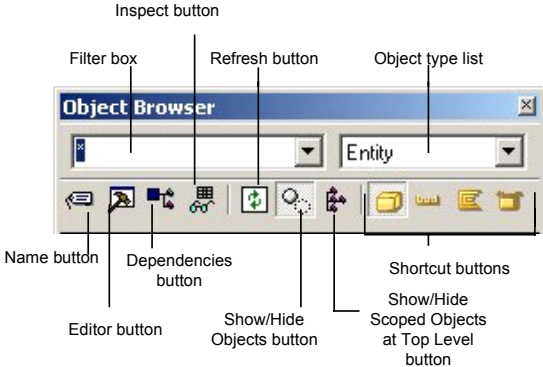 Inspect button
Filter box
Refresh button
Object type list
Object Browser
*
Entity
Name button
Dependencies
button
Shortcut buttons
Editor button
Show/Hide
Objects button
Show/Hide
Scoped Objects
at Top Level
button